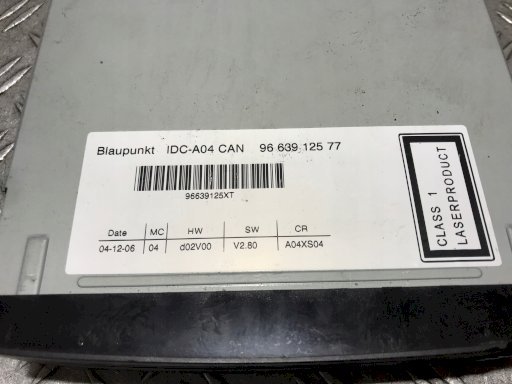 Blaupunkt IDC-A04 CAN 96 639 125 77
96639125XT
Date MC HW SW CR
04-12-06 04 d02V00 V2.80 A04XS04
CLASS 1
LASERPRODUCT